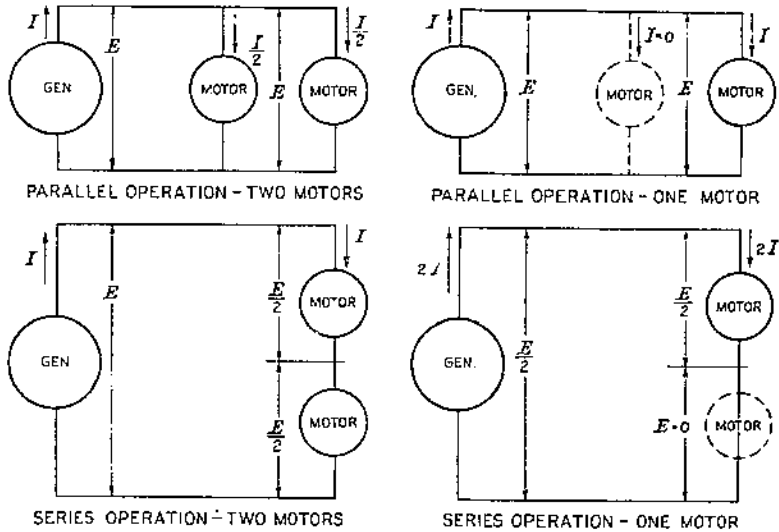 I
E
I/2
I/2
GEN
MOTOR
E
MOTOR
PARALLEL OPERATION - TWO MOTORS
I
I=0
I
GEN.
E
MOTOR
E
MOTOR
PARALLEL OPERATION - ONE MOTOR
I
E
I
E/2
MOTOR
GEN
E/2
MOTOR
SERIES OPERATION - TWO MOTORS
2I
2I
E/2
MOTOR
GEN.
E/2
E=0
MOTOR
SERIES OPERATION - ONE MOTOR